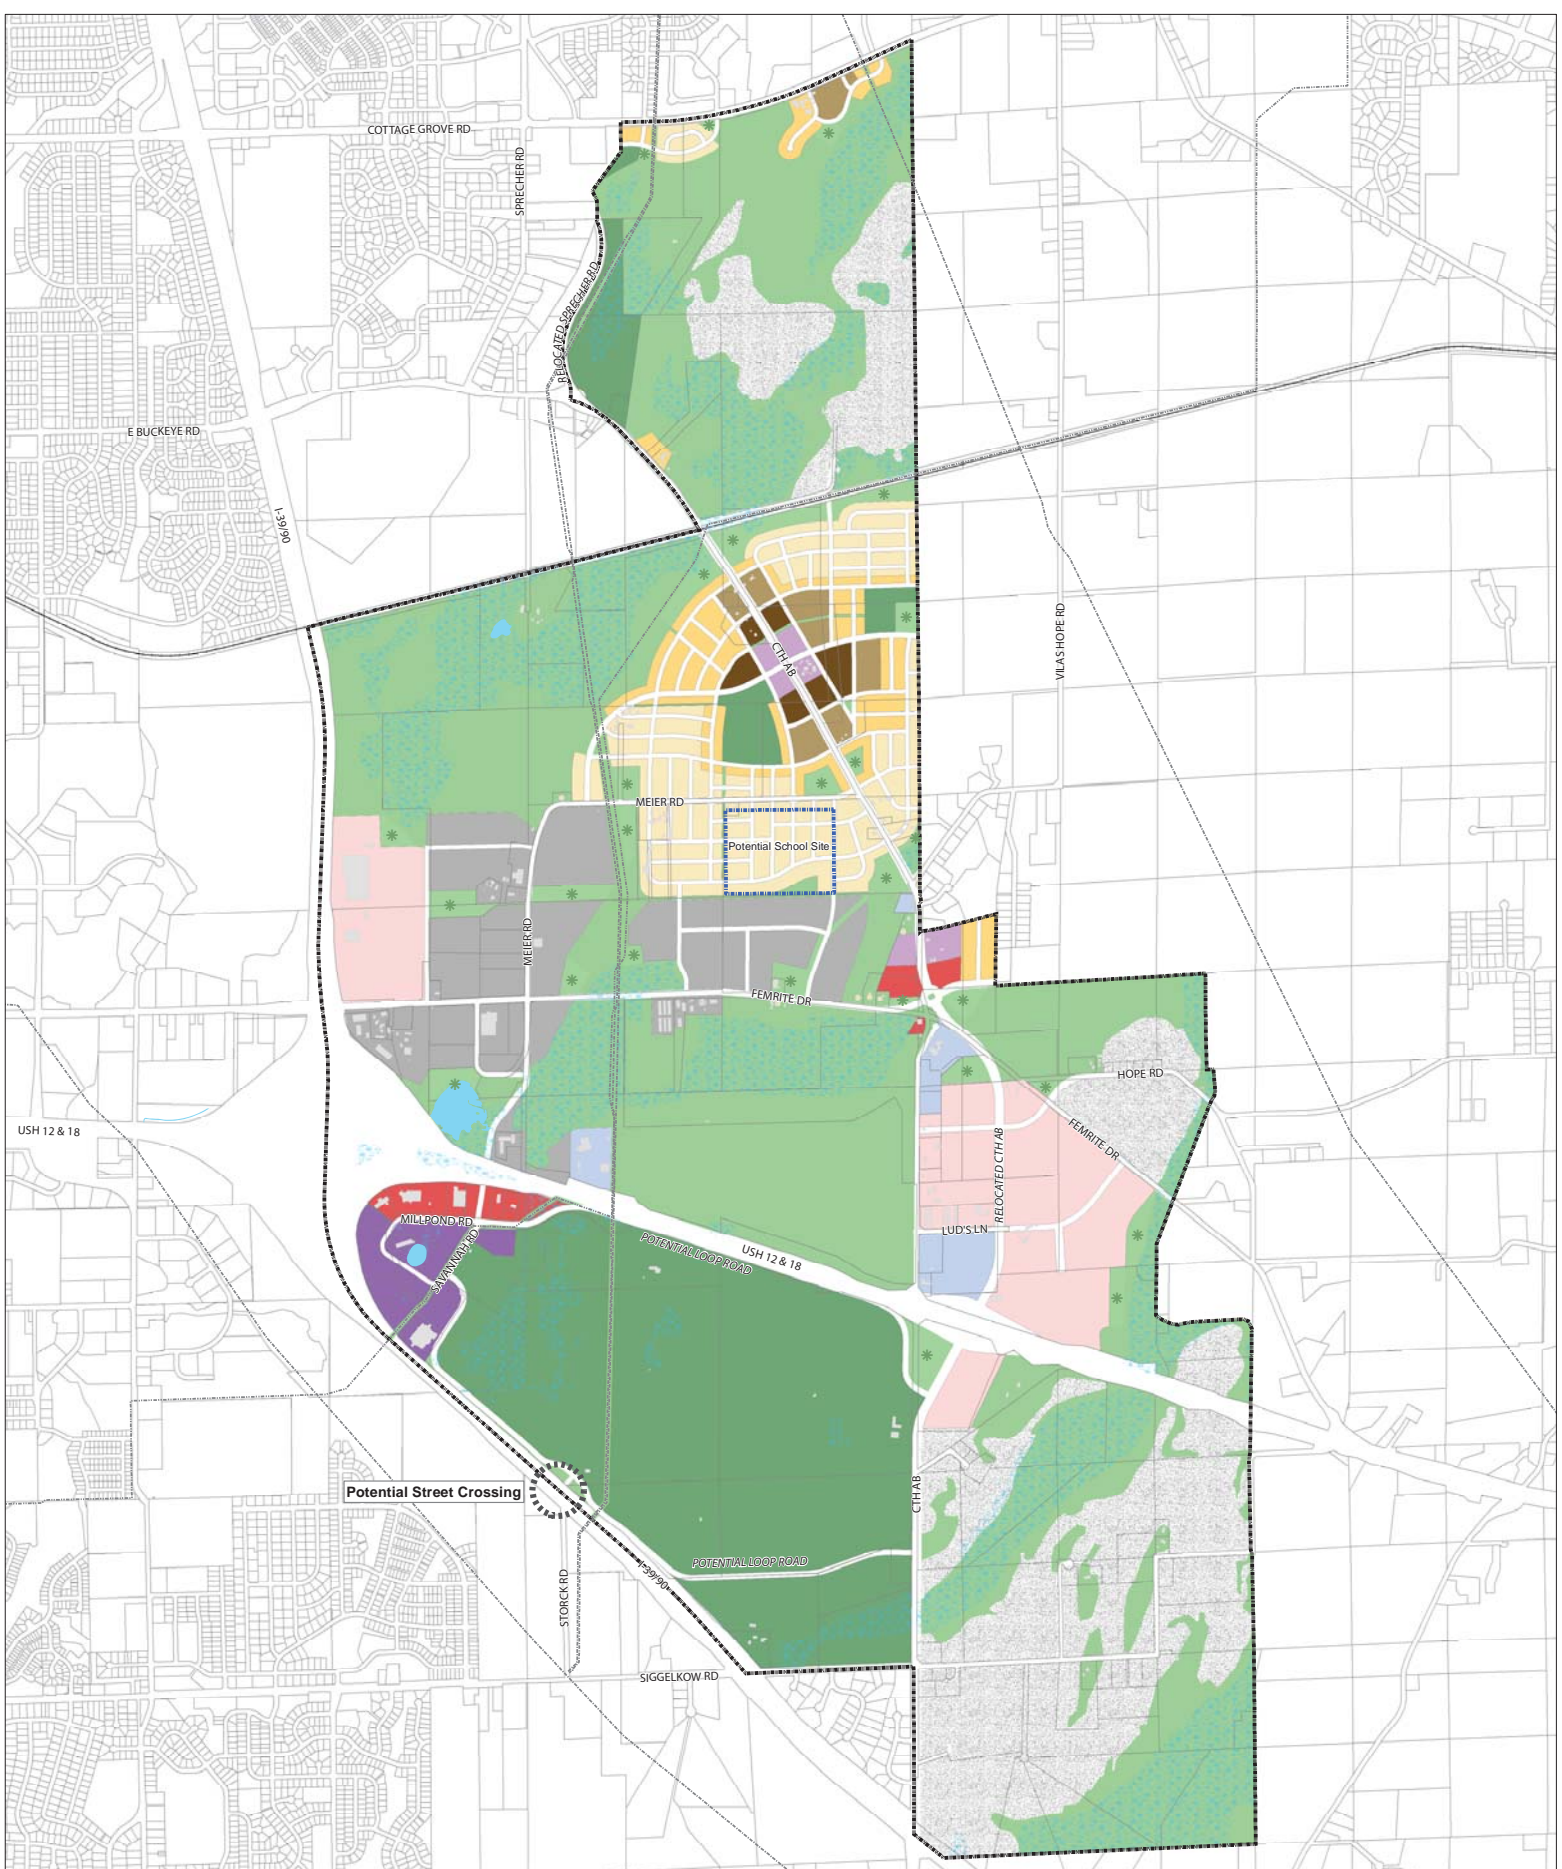 COTTAGE GROVE RD
SPRECHER RD
RELOCATED SPRECHER RD
E BUCKEYE RD
I-39/90
CTH AB
VILAS HOPE RD
MEIER RD
Potential School Site
MEIER RD
FEMRITE DR
HOPE RD
USH 12 & 18
FEMRITE DR
RELOCATED CTH AB
MILLPOND RD
LUD'S LN
SAVANNAH RD
POTENTIAL LOOP ROAD
USH 12 & 18
Potential Street Crossing
CTH AB
POTENTIAL LOOP ROAD
I-39/90
STORCK RD
SIGGELKOW RD